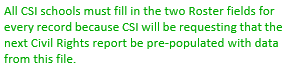 All CSI schools must fill in the two Roster fields for
every record because CSI will be requesting that the
next Civil Rights report be pre-populated with data
from this file.